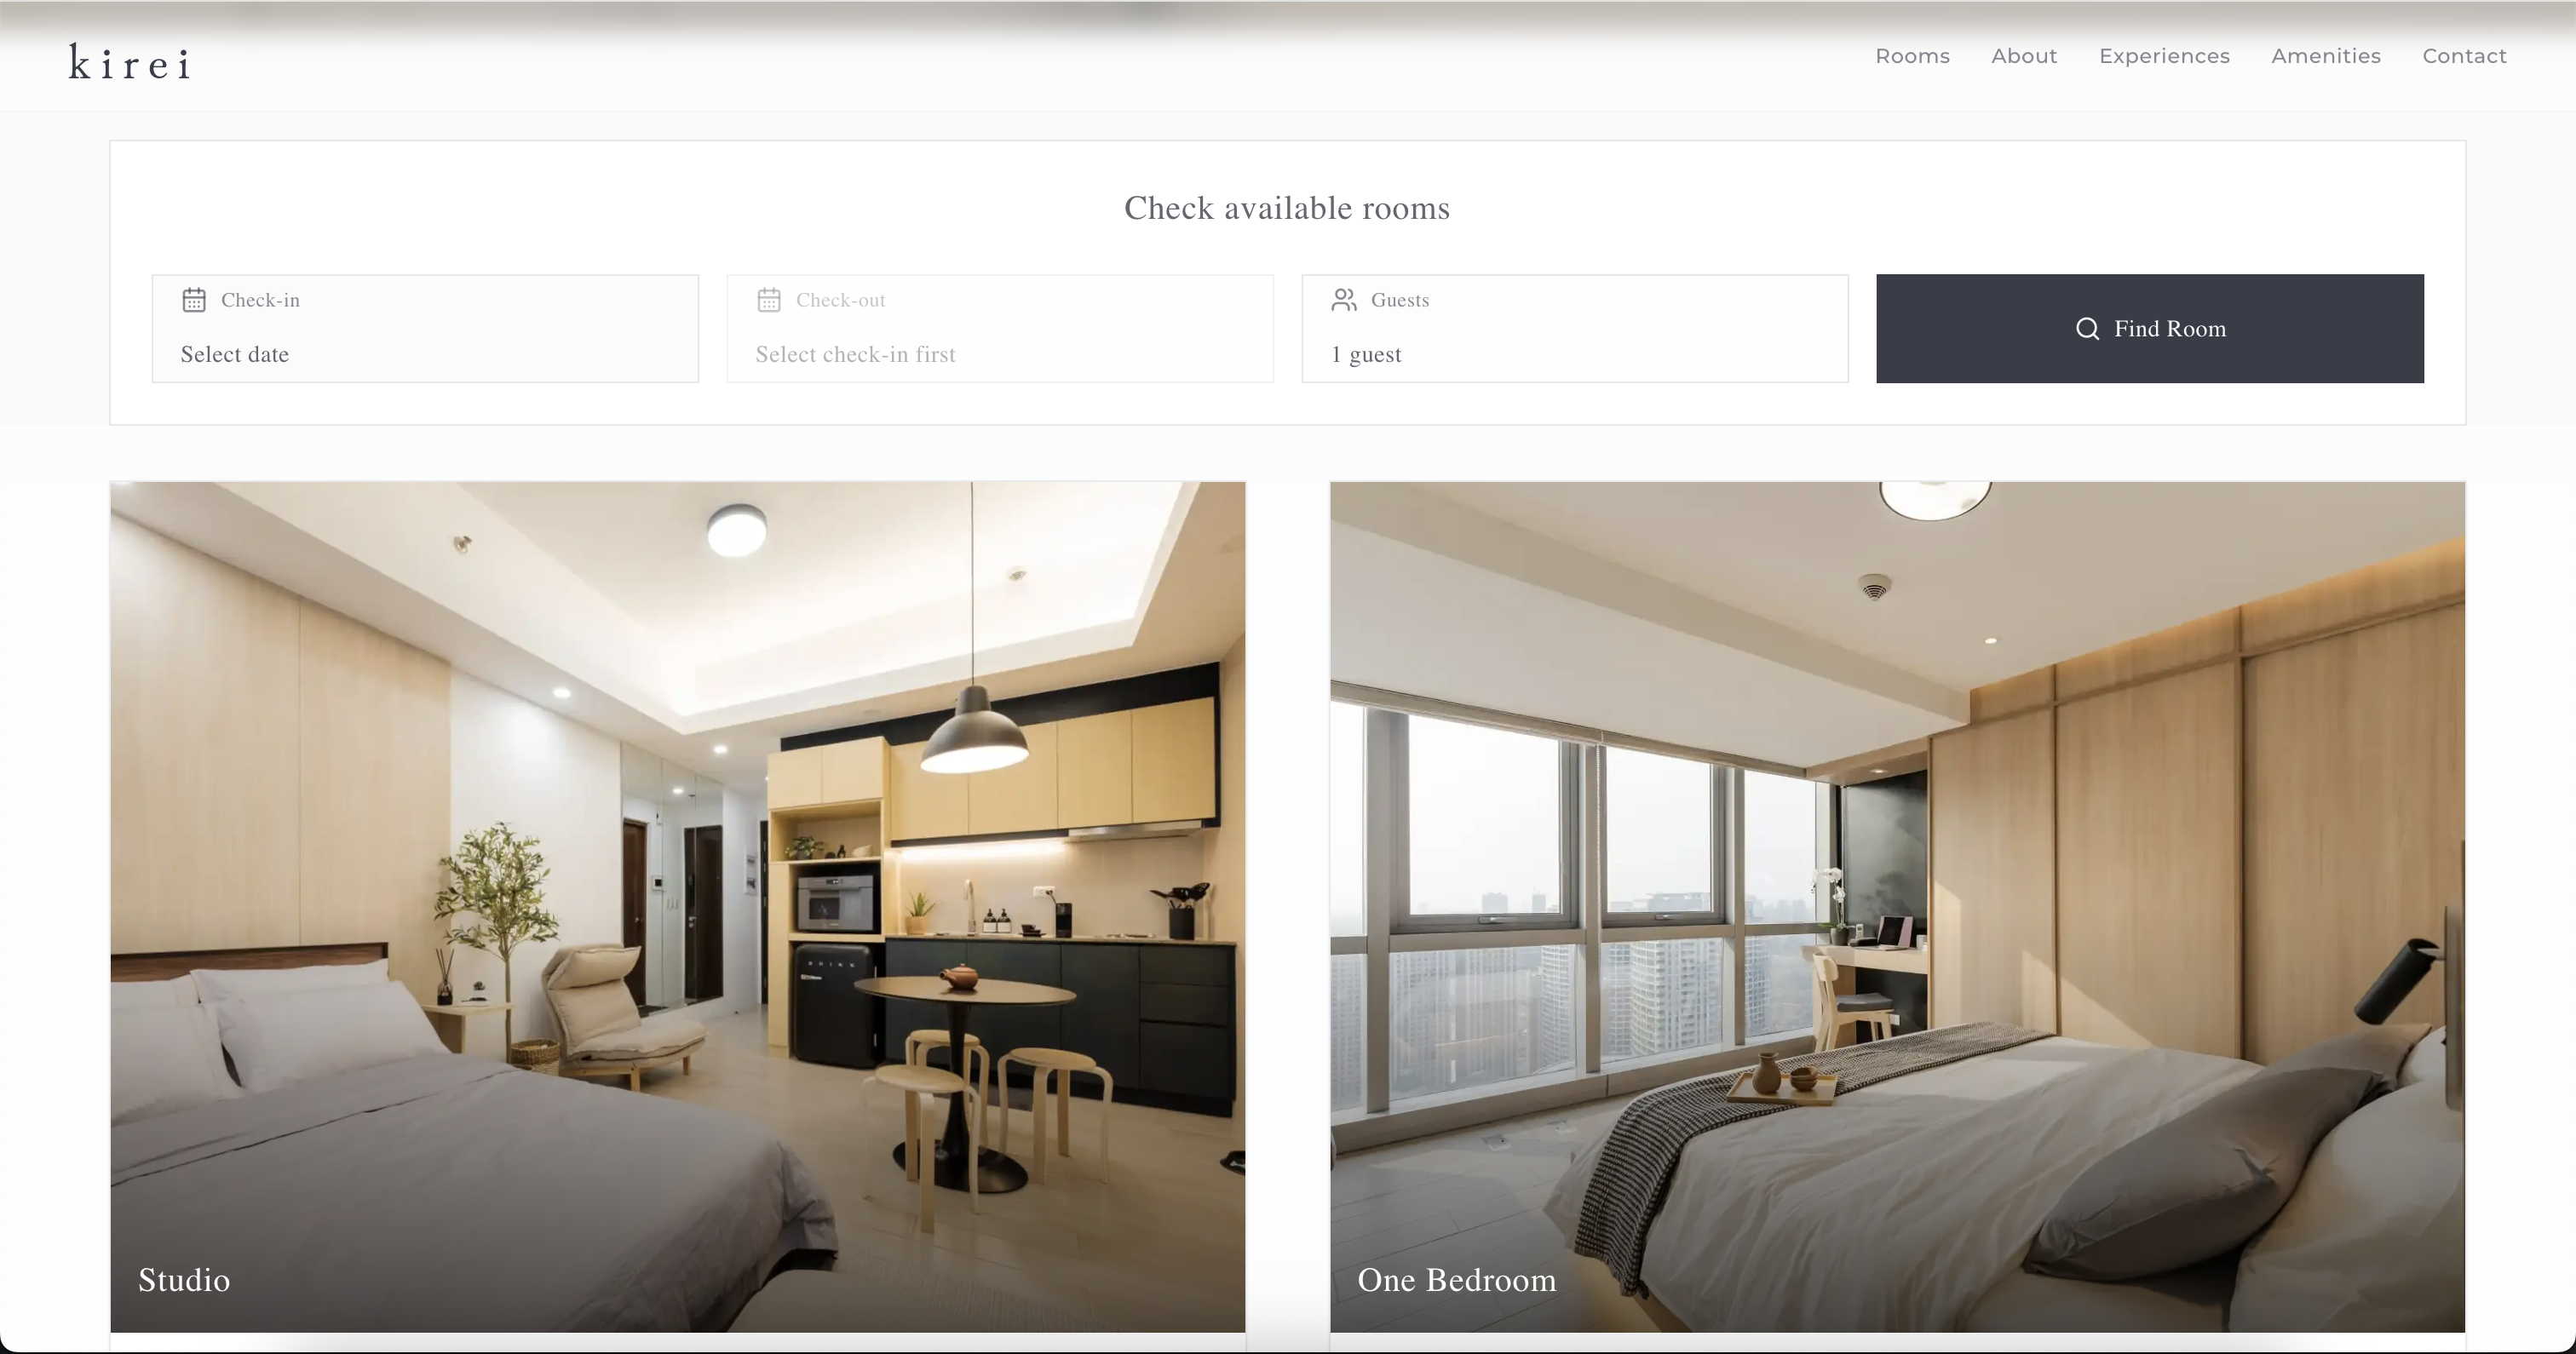 kirei
Rooms About Experiences Amenities Contact
Check available rooms
Check-in
Select date
Check-out
Select check-in first
Guests
1 guest
Find Room
Studio
One Bedroom